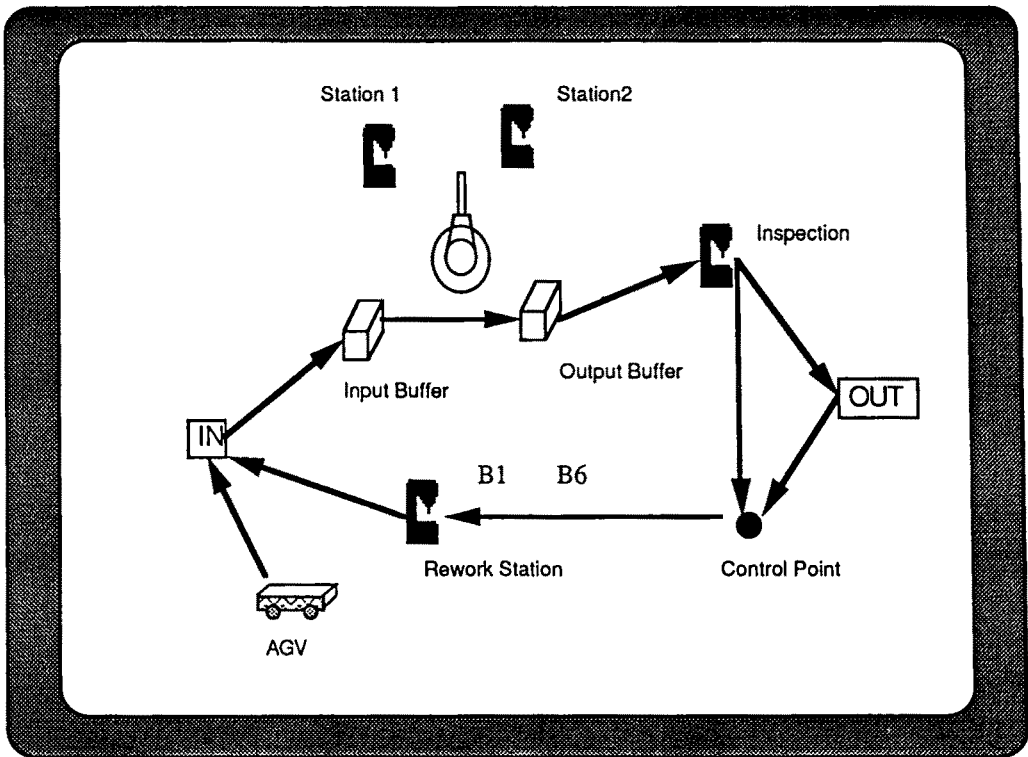 Station 1
Station2
Inspection
Input Buffer
Output Buffer
OUT
IN
B1 B6
Rework Station
Control Point
AGV